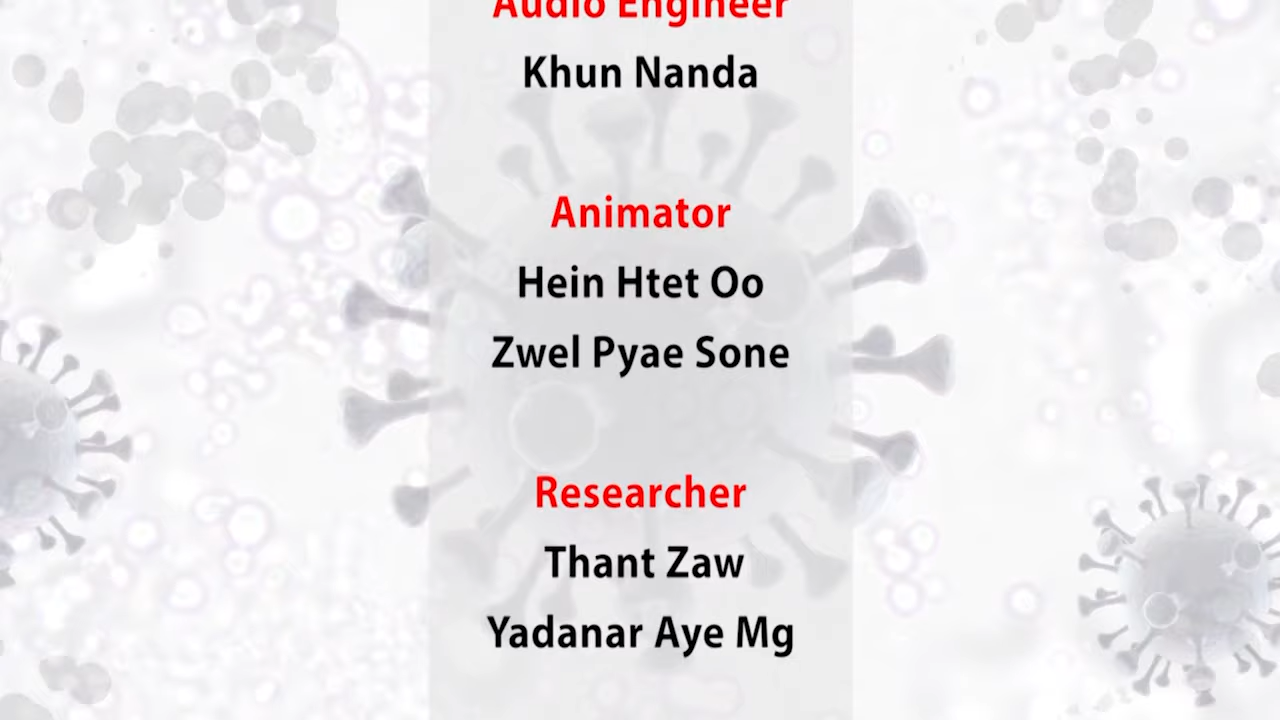 Audio Engineer
Khun Nanda
Animator
Hein Htet Oo
Zwel Pyae Sone
Researcher
Thant Zaw
Yadanar Aye Mg